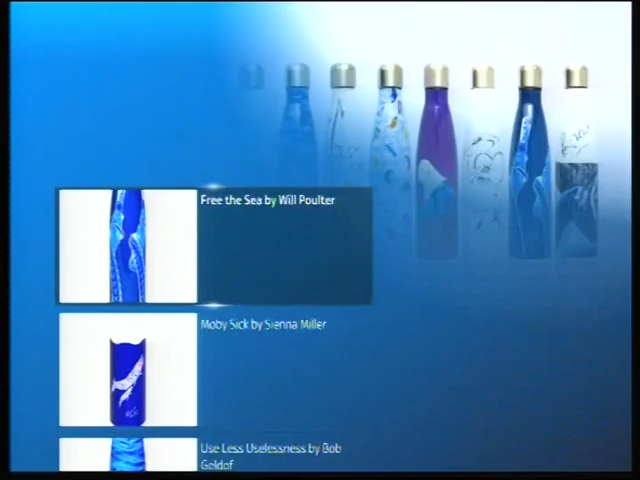 Free the Sea by Will Poulter
Moby Sick by Sienna Miller
Use Less Uselessness by Bob
Geldof